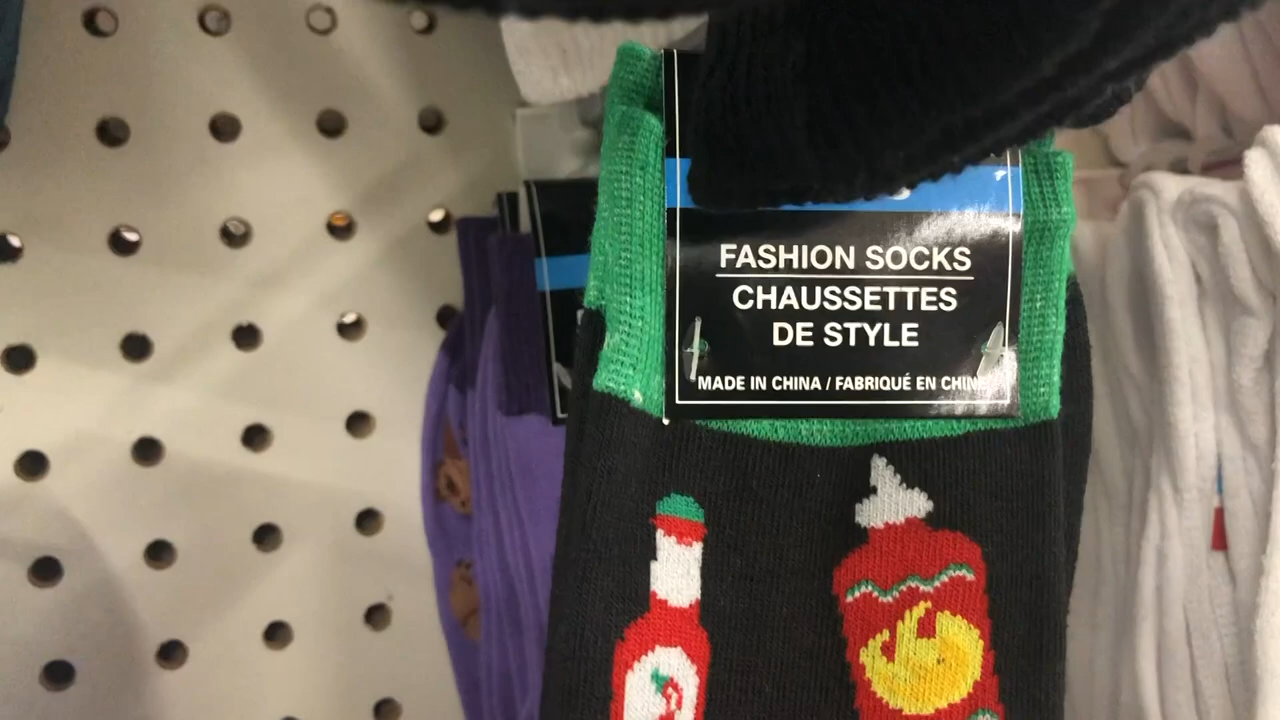 FASHION SOCKS
CHAUSSETTES
DE STYLE
MADE IN CHINA / FABRIQUÉ EN CHINE